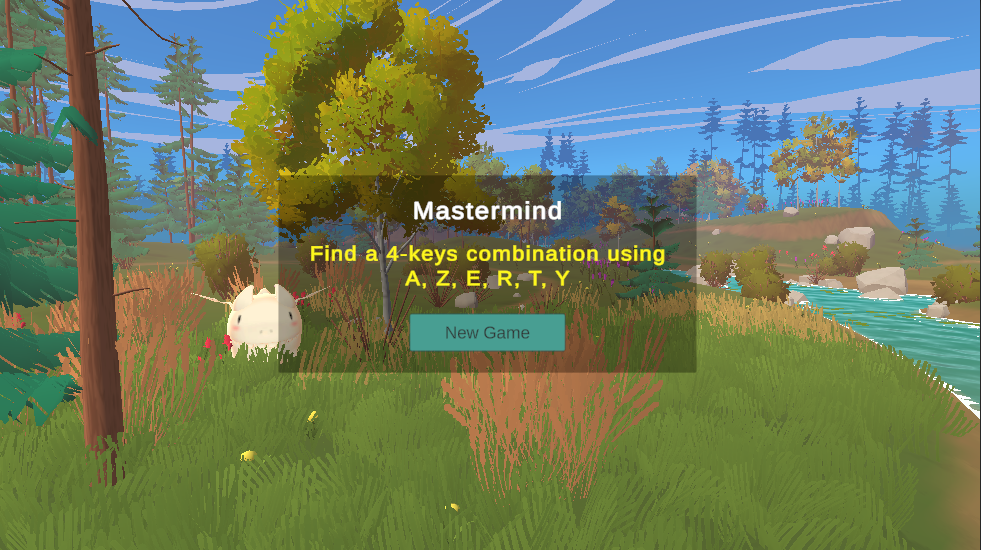 Mastermind
Find a 4-keys combination using
A, Z, E, R, T, Y
New Game